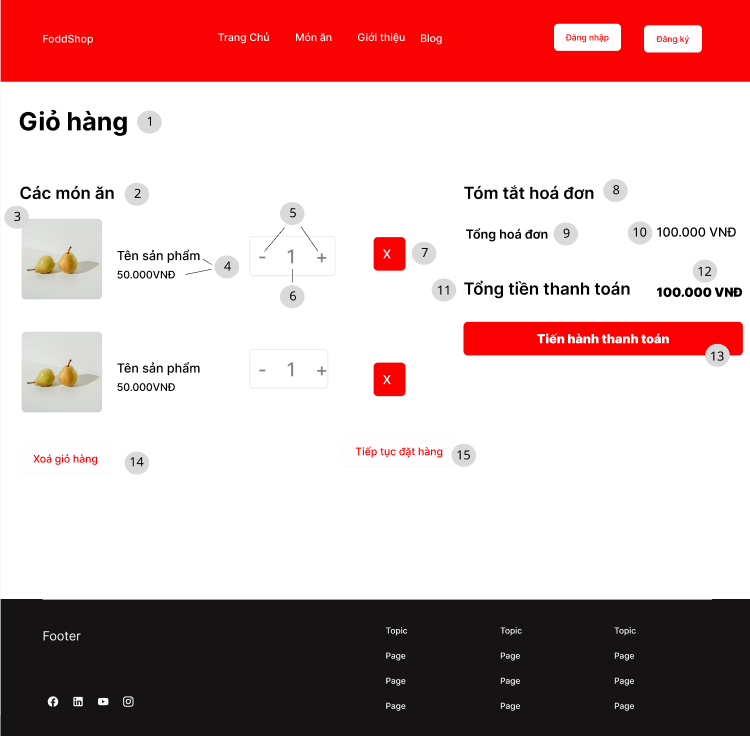 FoddShop
Trang Chủ
Món ăn
Giới thiệu
Blog
Đăng nhập
Đăng ký
Giỏ hàng
1
Các món ăn
2
3
Tên sản phẩm
50.000VNĐ
4
5
- 1 +
6
X
7
Tên sản phẩm
50.000VNĐ
- 1 +
X
Xoá giỏ hàng
14
Tiếp tục đặt hàng
15
Tóm tắt hoá đơn
8
Tổng hoá đơn
9
10
100.000 VNĐ
11
Tổng tiền thanh toán
12
100.000 VNĐ
Tiến hành thanh toán
13
Footer
Topic
Page
Page
Page
Topic
Page
Page
Page
Topic
Page
Page
Page